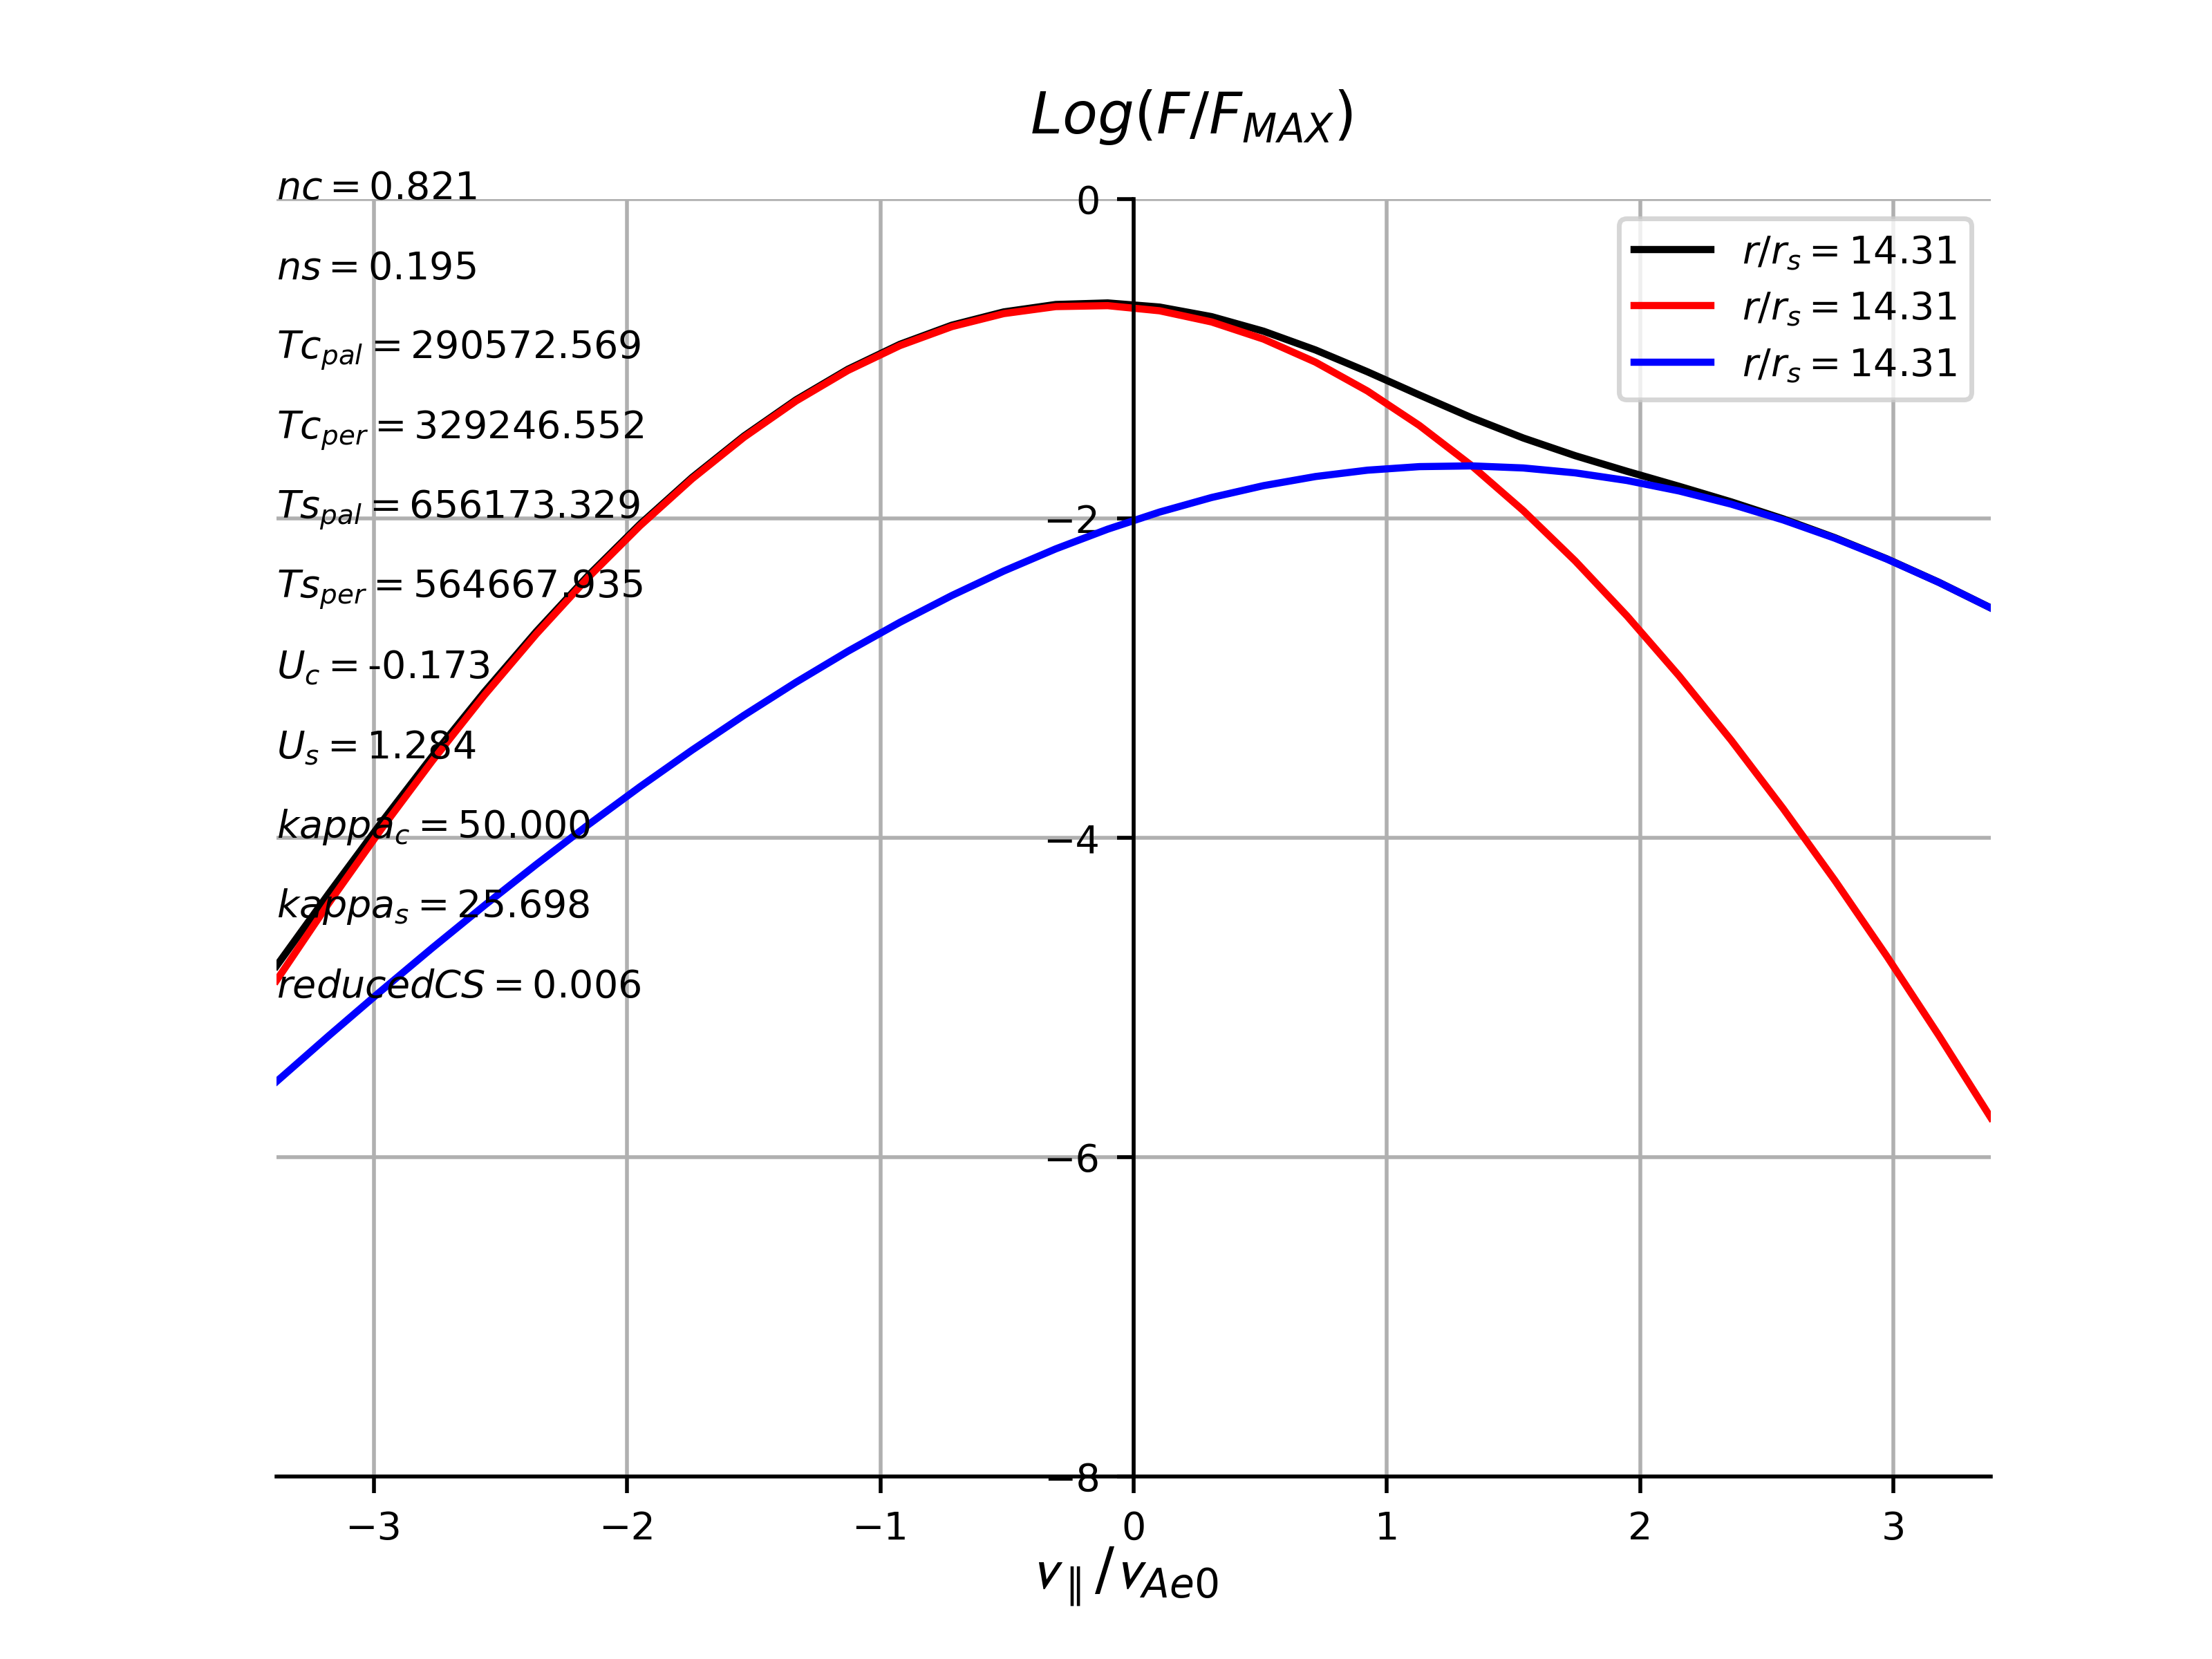 Log(F/F_MAX)
nc = 0.821
ns = 0.195
Tc_pal = 290572.569
Tc_per = 329246.552
Ts_pal = 656173.329
Ts_per = 564667.935
U_c = -0.173
U_s = 1.284
kappa_c = 50.000
kappa_s = 25.698
reducedCS = 0.006
r/r_s = 14.31
r/r_s = 14.31
r/r_s = 14.31
0
−2
−4
−6
−8
−3 −2 −1 0 1 2 3
v_∥/v_Ae0